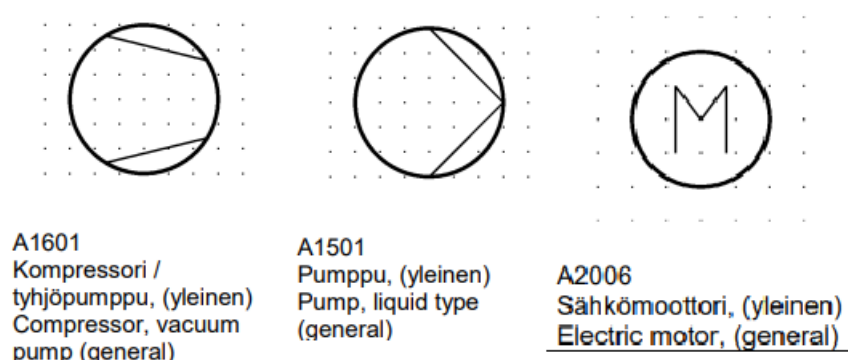 A1601
Kompressori /
tyhjöpumppu, (yleinen)
Compressor, vacuum
pump (general)
A1501
Pumppu, (yleinen)
Pump, liquid type
(general)
M
A2006
Sähkömoottori, (yleinen)
Electric motor, (general)